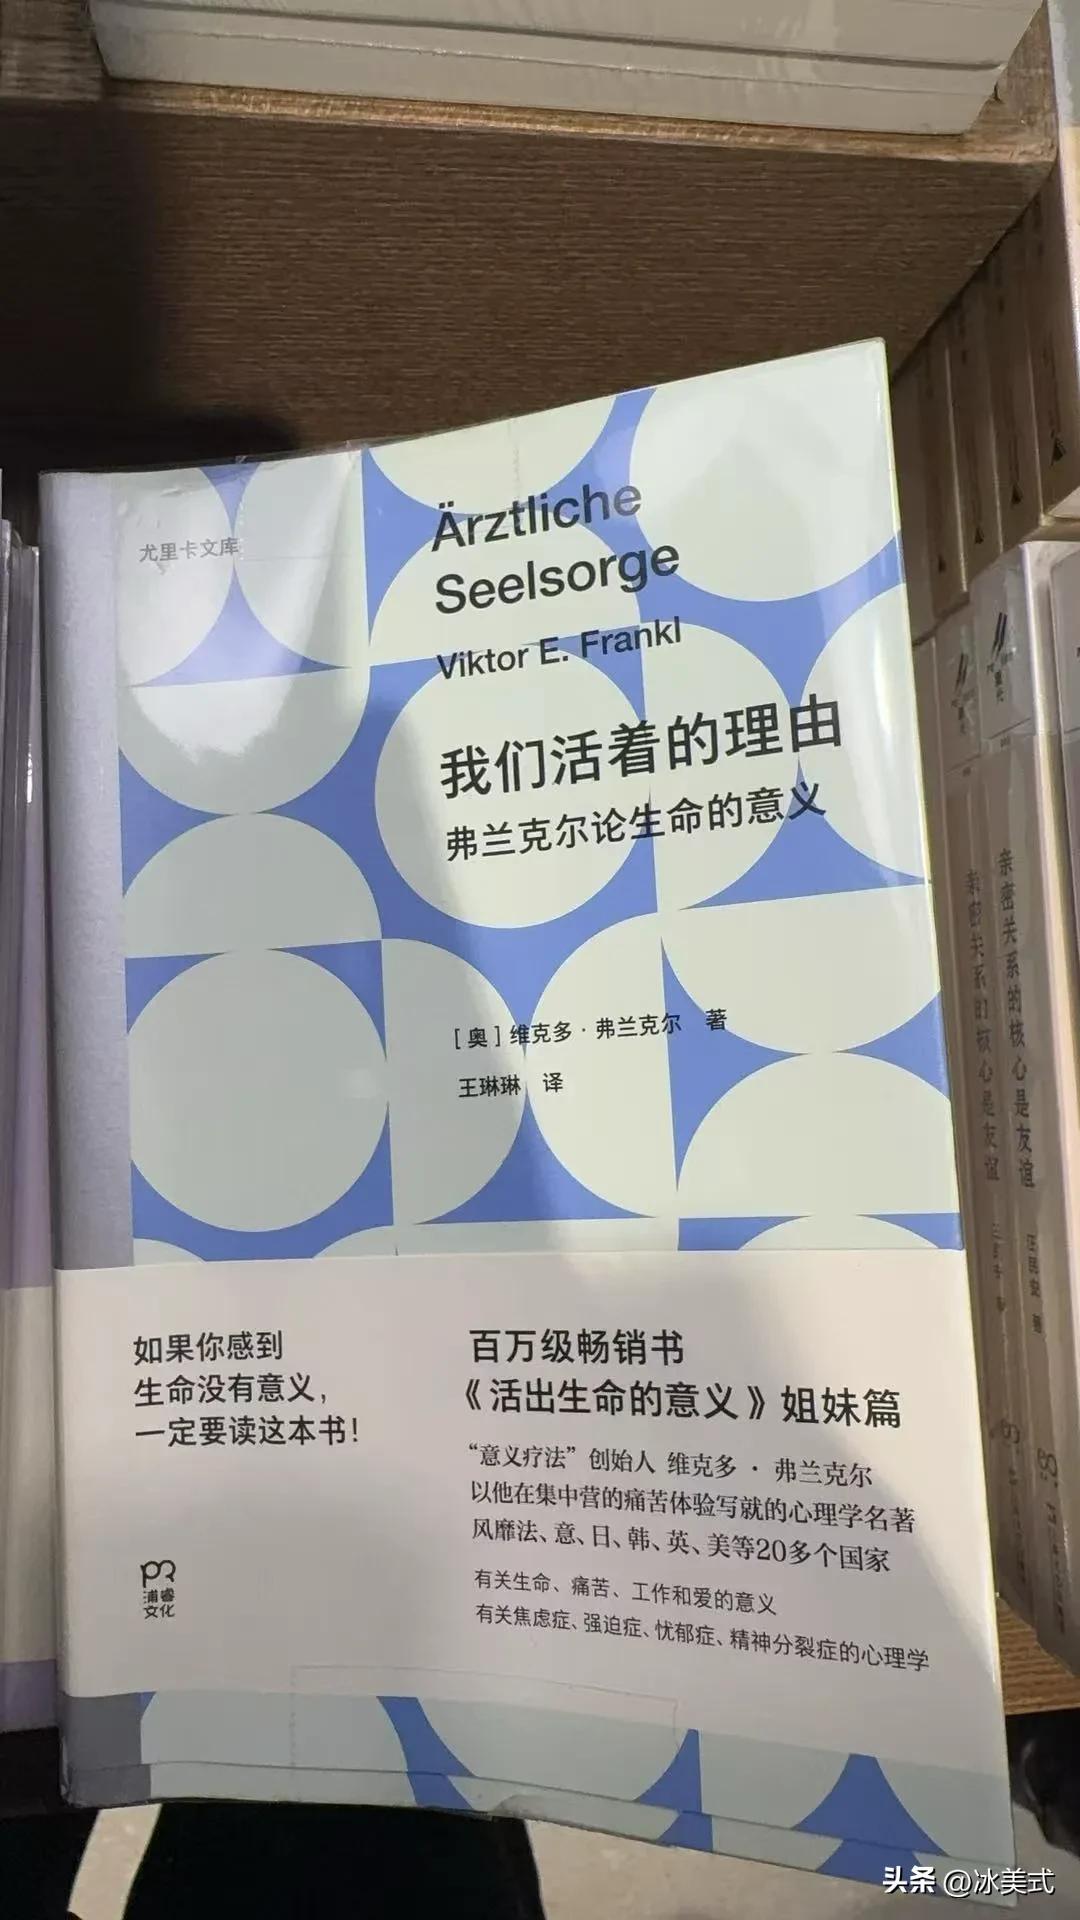 尤里卡文库
Ärztliche
Seelsorge
Viktor E. Frankl
我们活着的理由
弗兰克尔论生命的意义
[奥]维克多·弗兰克尔 著
王琳琳 译
如果你感到
生命没有意义，
一定要读这本书！
百万级畅销书
《活出生命的意义》姐妹篇
“意义疗法”创始人 维克多·弗兰克尔
以他在集中营的痛苦体验写就的心理学名著
风靡法、意、日、韩、英、美等20多个国家
有关生命、痛苦、工作和爱的意义
有关焦虑症、强迫症、忧郁症、精神分裂症的心理学
浦睿
文化
亲密关系的核心是友谊
亲密关系的核心是友谊
汪民安 著
头条 @冰美式